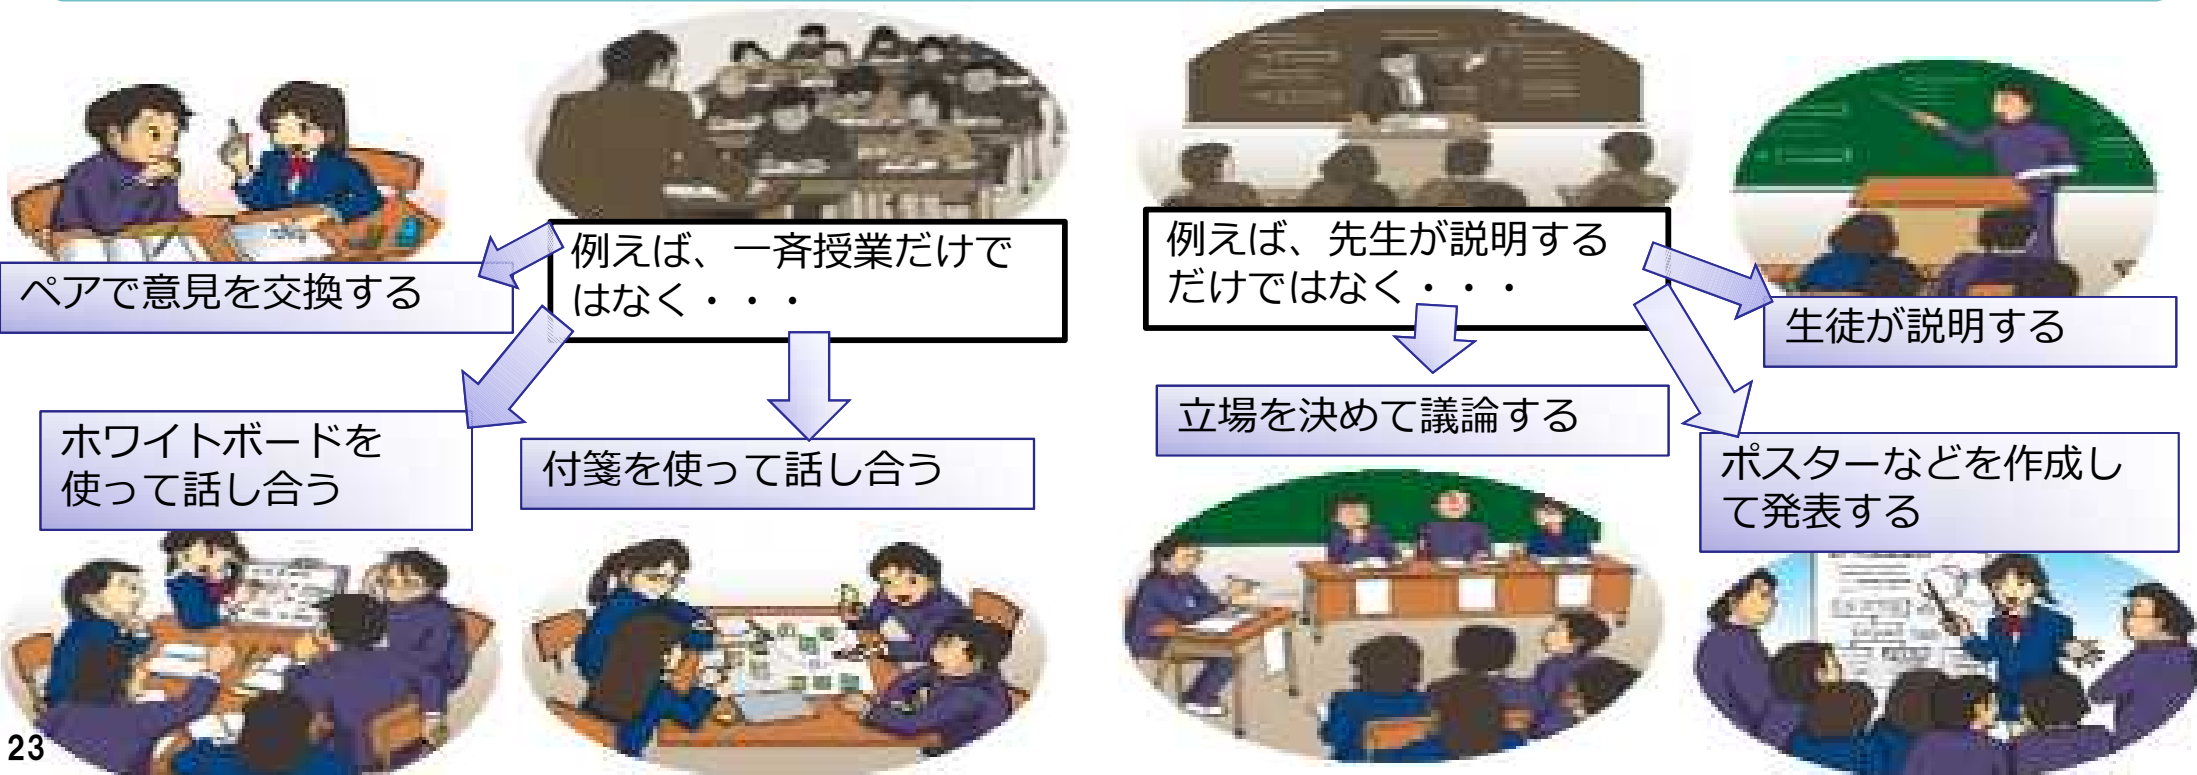 例えば、一斉授業だけで
はなく・・・
ペアで意見を交換する
ホワイトボードを
使って話し合う
付箋を使って話し合う
例えば、先生が説明する
だけではなく・・・
生徒が説明する
立場を決めて議論する
ポスターなどを作成し
て発表する
23